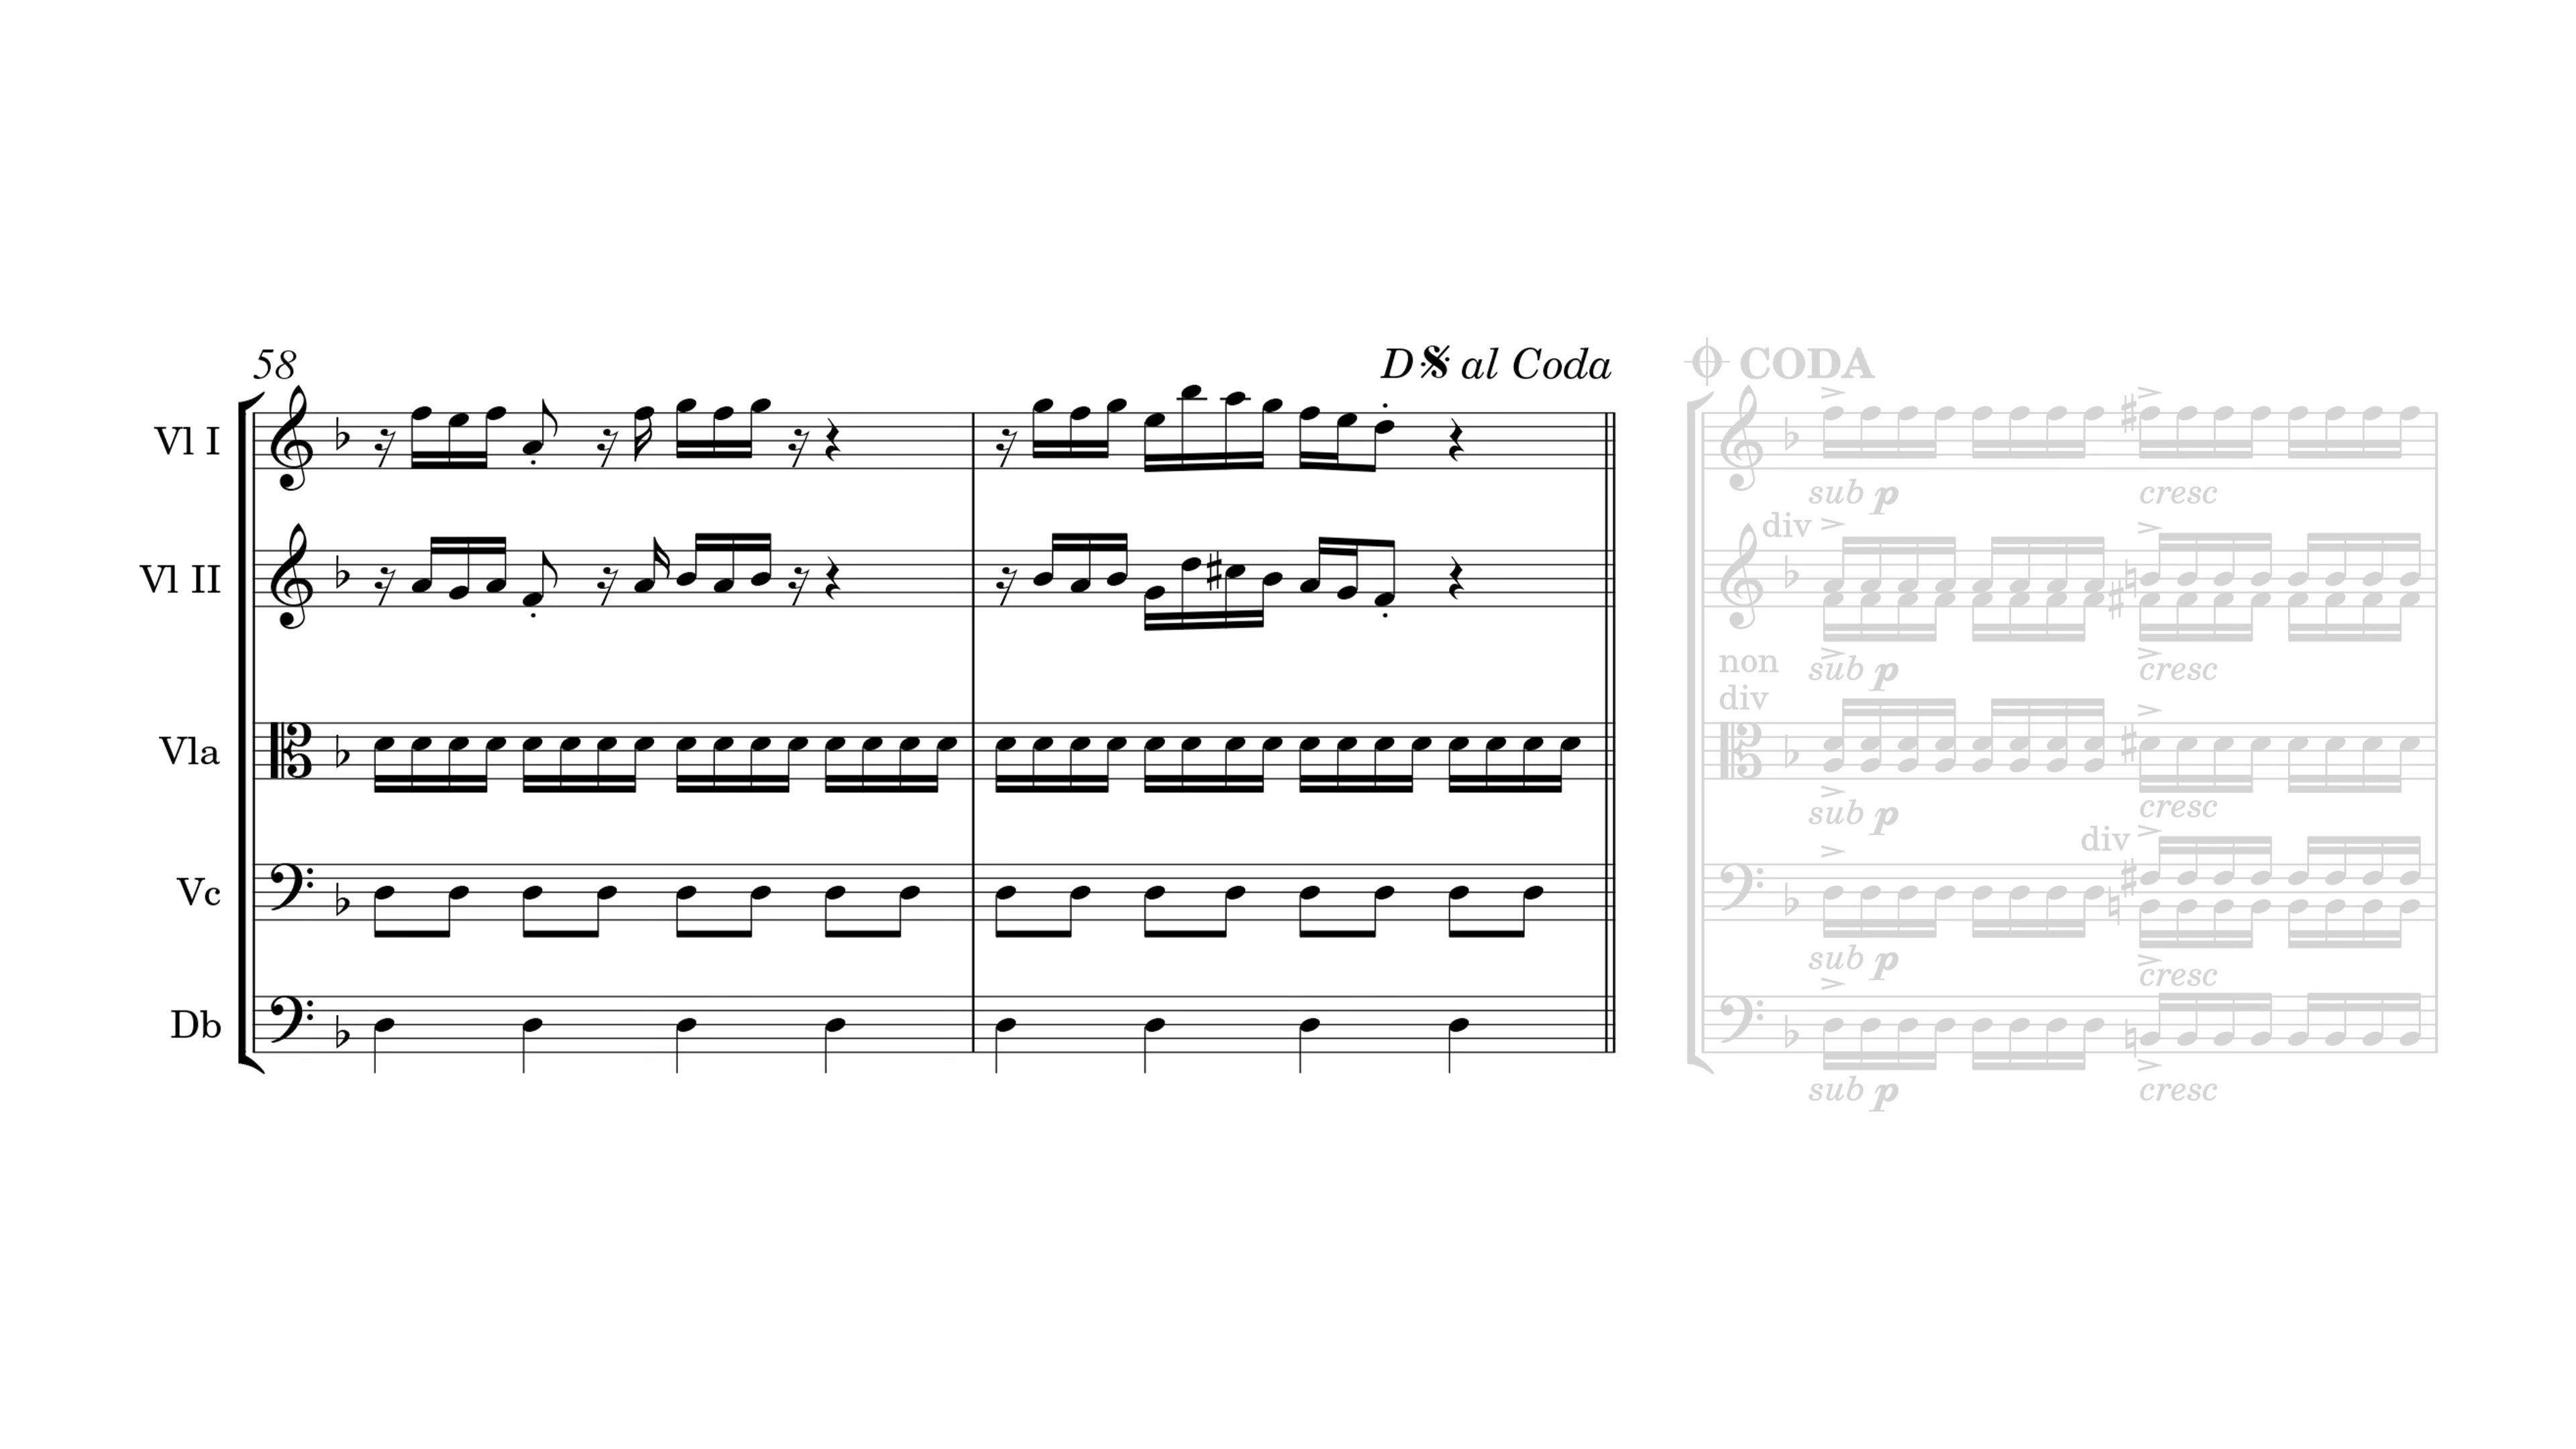 58
D𝄋 al Coda
CODA
Vl I
sub p cresc
div
Vl II
sub p cresc
non
div
Vla
sub p cresc
div
Vc
sub p cresc
Db
sub p cresc